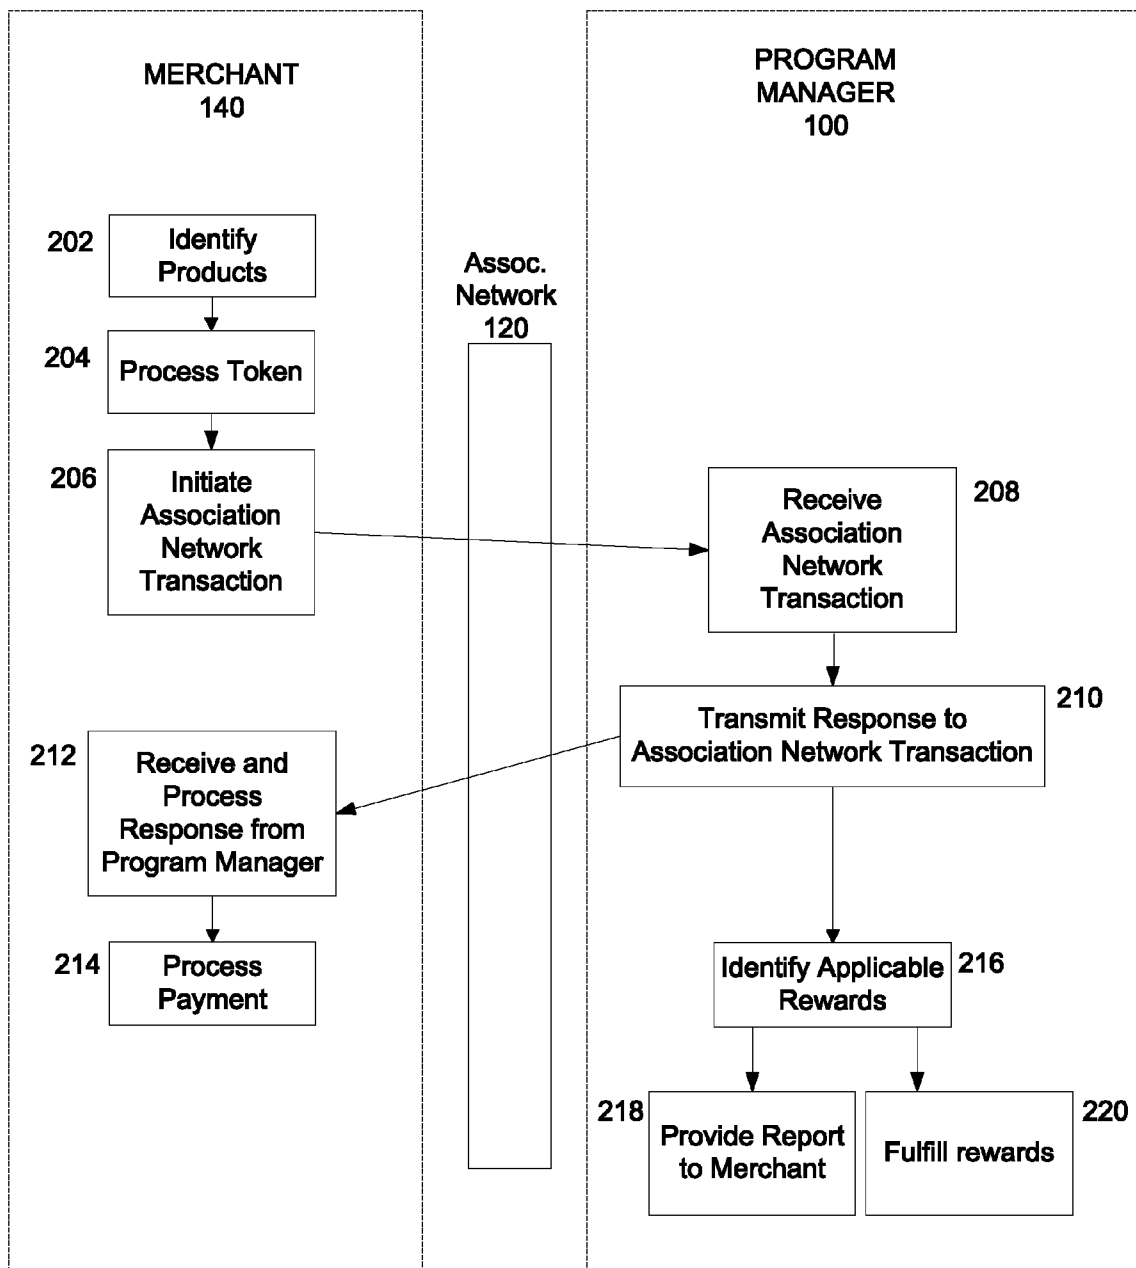 MERCHANT
140
PROGRAM
MANAGER
100
202
Identify
Products
Assoc.
Network
120
204
Process Token
206
Initiate
Association
Network
Transaction
208
Receive
Association
Network
Transaction
210
Transmit Response to
Association Network Transaction
212
Receive and
Process
Response from
Program Manager
214
Process
Payment
216
Identify Applicable
Rewards
218
Provide Report
to Merchant
220
Fulfill rewards